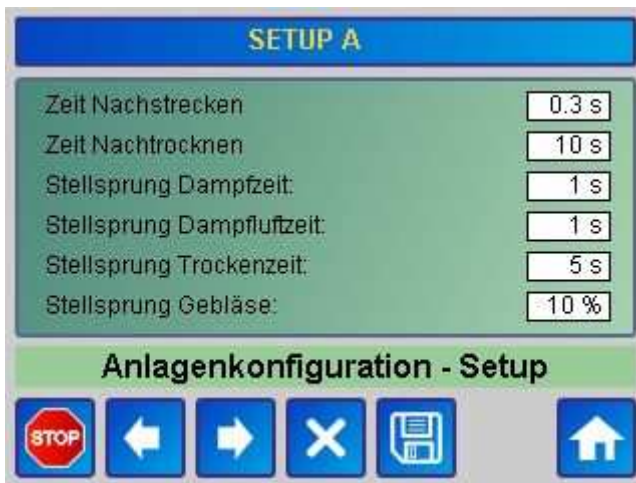 SETUP A
Zeit Nachstrecken 0.3 s
Zeit Nachtrocknen 10 s
Stellsprung Dampfzeit: 1 s
Stellsprung Dampfluftzeit: 1 s
Stellsprung Trockenzeit: 5 s
Stellsprung Gebläse: 10 %
Anlagenkonfiguration - Setup
STOP